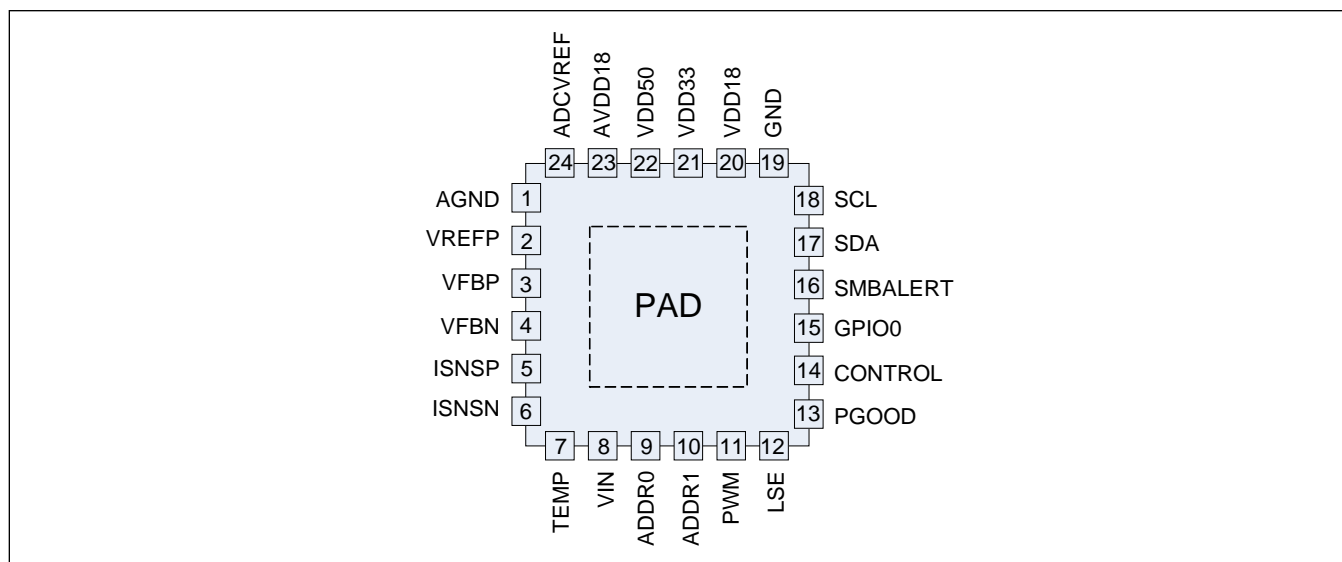 ADCVREF
AVDD18
VDD50
VDD33
VDD18
GND
24
23
22
21
20
19
AGND
1
VREFP
2
VFBP
3
VFBN
4
ISNSP
5
ISNSN
6
PAD
18
SCL
17
SDA
16
SMBALERT
15
GPIO0
14
CONTROL
13
PGOOD
7
8
9
10
11
12
TEMP
VIN
ADDR0
ADDR1
PWM
LSE